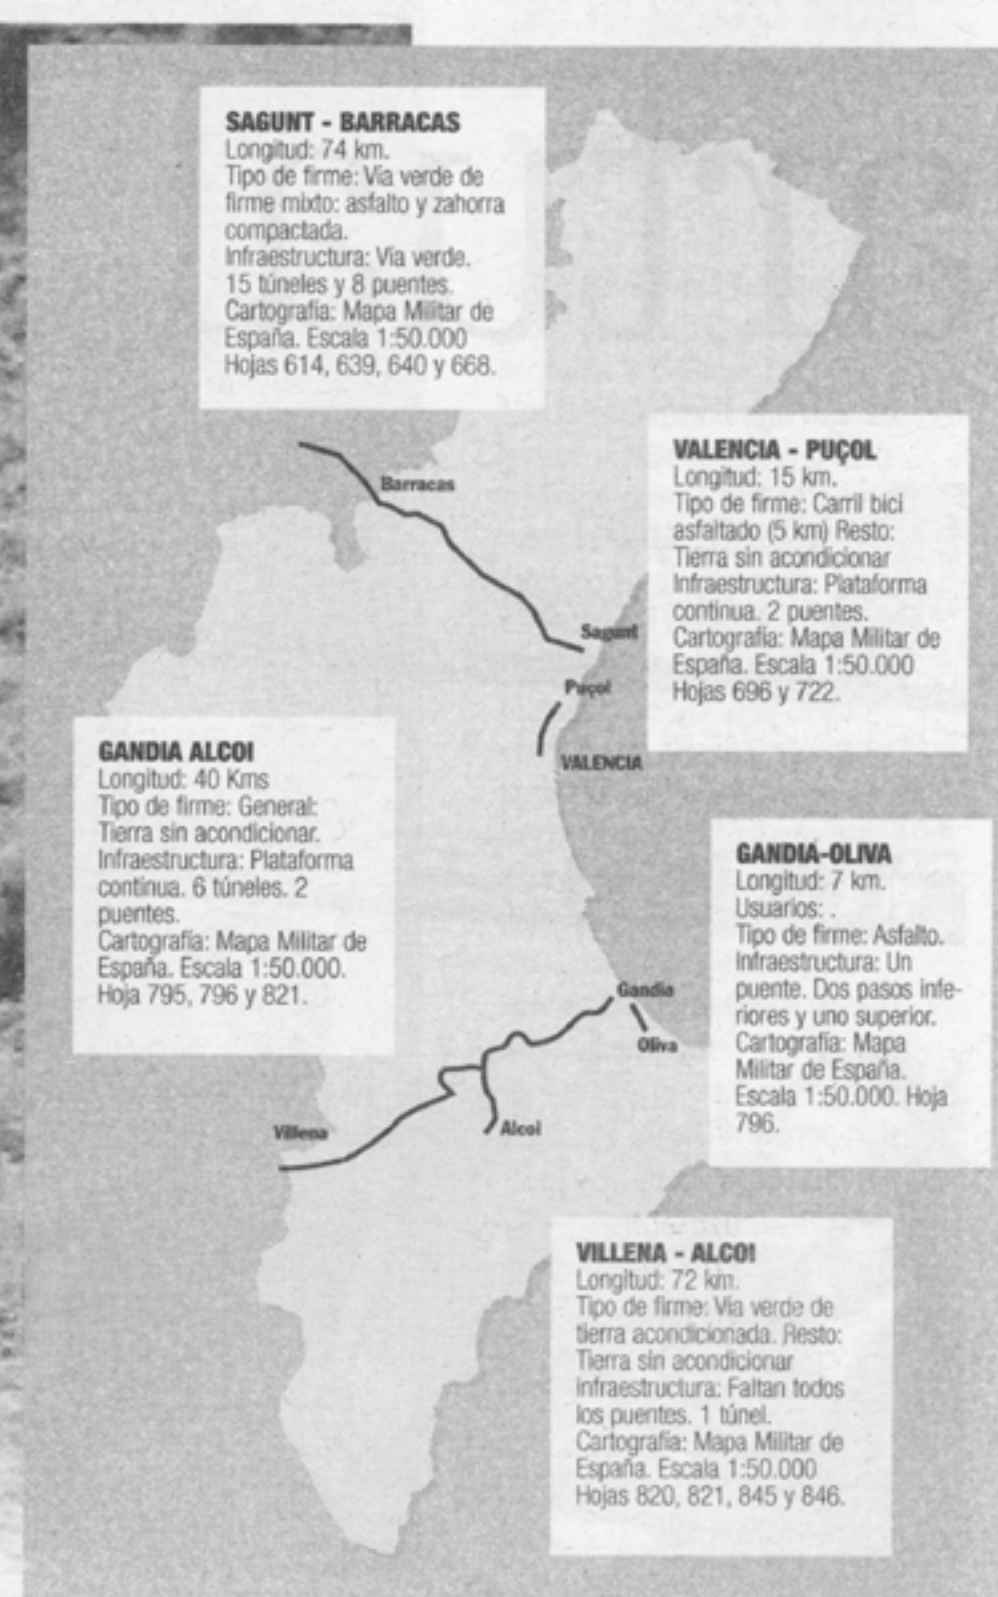 SAGUNT - BARRACAS
Longitud: 74 km.
Tipo de firme: Vía verde de
firme mixto: asfalto y zahorra
compactada.
Infraestructura: Vía verde.
15 túneles y 8 puentes.
Cartografía: Mapa Militar de
España. Escala 1:50.000
Hojas 614, 639, 640 y 668.
VALENCIA - PUÇOL
Longitud: 15 km.
Tipo de firme: Carril bici
asfaltado (5 km) Resto:
Tierra sin acondicionar
Infraestructura: Plataforma
continua. 2 puentes.
Cartografía: Mapa Militar de
España. Escala 1:50.000
Hojas 696 y 722.
Barracas
Sagunt
Puçol
VALENCIA
GANDIA ALCOI
Longitud: 40 Kms
Tipo de firme: General:
Tierra sin acondicionar.
Infraestructura: Plataforma
continua. 6 túneles. 2
puentes.
Cartografía: Mapa Militar de
España. Escala 1:50.000.
Hoja 795, 796 y 821.
GANDIA-OLIVA
Longitud: 7 km.
Usuarios: .
Tipo de firme: Asfalto.
Infraestructura: Un
puente. Dos pasos infe-
riores y uno superior.
Cartografía: Mapa
Militar de España.
Escala 1:50.000. Hoja
796.
Gandia
Oliva
Villena
Alcoi
VILLENA - ALCOI
Longitud: 72 km.
Tipo de firme: Vía verde de
tierra acondicionada. Resto:
Tierra sin acondicionar
Infraestructura: Faltan todos
los puentes. 1 túnel.
Cartografía: Mapa Militar de
España. Escala 1:50.000
Hojas 820, 821, 845 y 846.